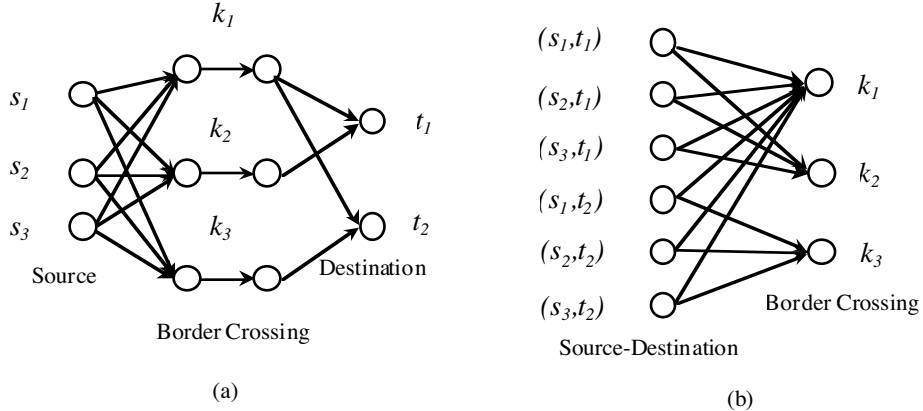 k1
s1
s2
s3
k2
k3
t1
t2
Source
Destination
Border Crossing
(a)
(s1,t1)
(s2,t1)
(s3,t1)
(s1,t2)
(s2,t2)
(s3,t2)
k1
k2
k3
Border Crossing
Source-Destination
(b)